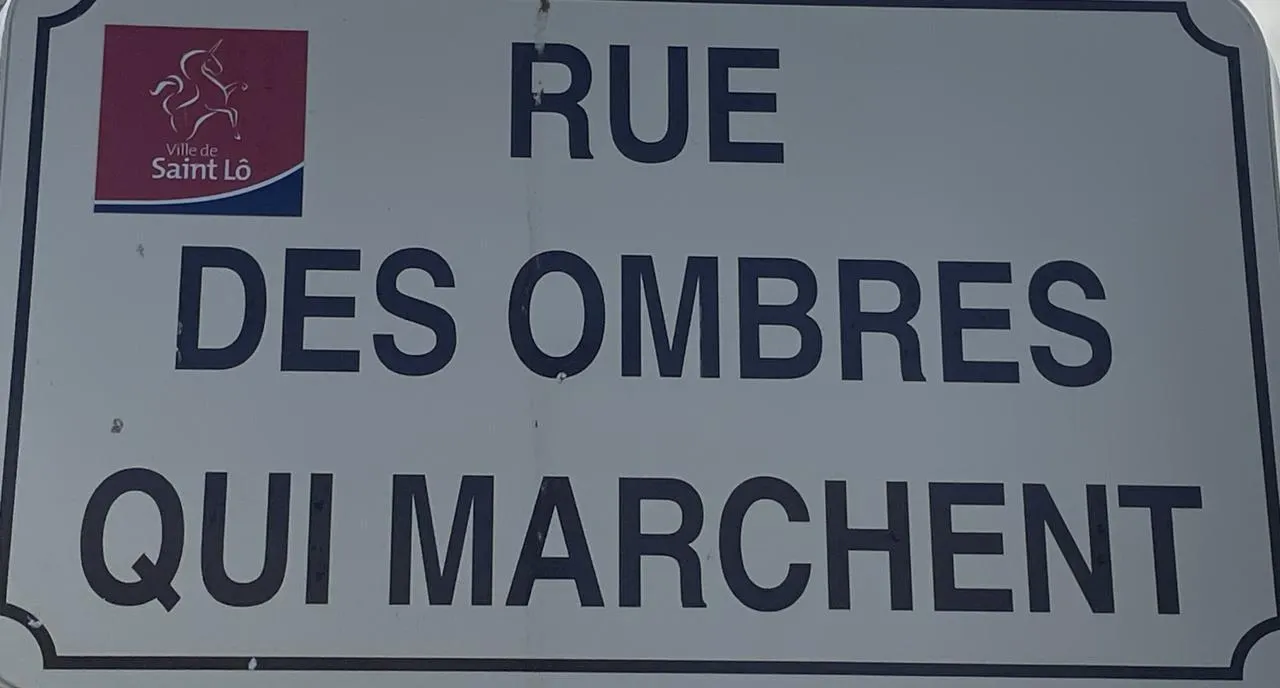 Ville de
Saint Lô
RUE
DES OMBRES
QUI MARCHENT